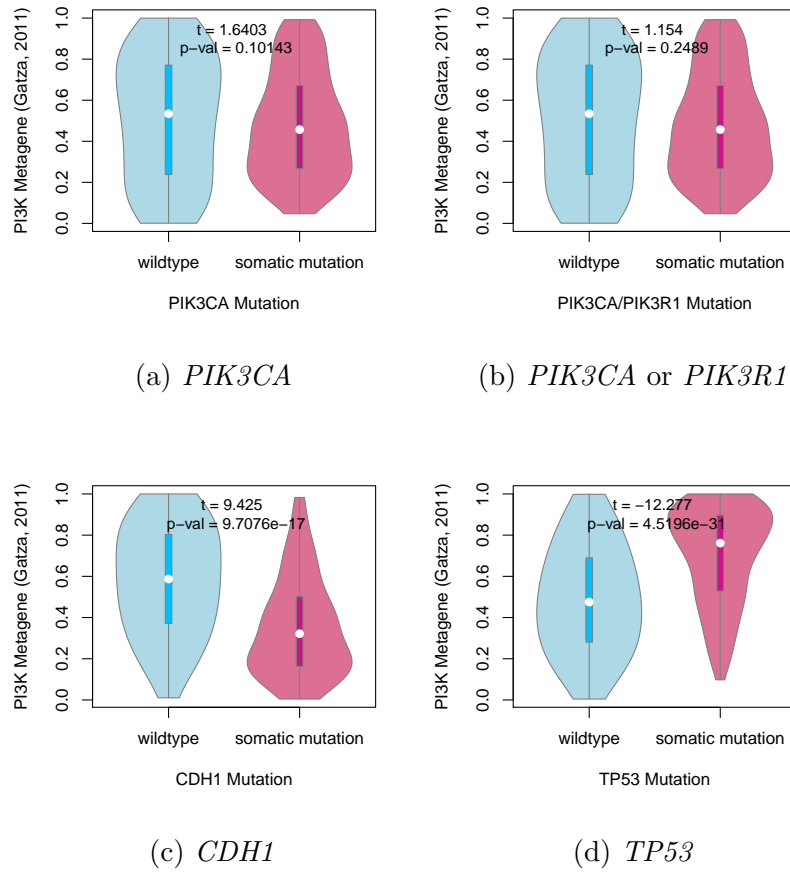 PI3K Metagene (Gatza, 2011)
0.0 0.2 0.4 0.6 0.8 1.0
t = 1.6403
p-val = 0.10143
wildtype somatic mutation
PIK3CA Mutation
(a) PIK3CA
PI3K Metagene (Gatza, 2011)
0.0 0.2 0.4 0.6 0.8 1.0
t = 1.154
p-val = 0.2489
wildtype somatic mutation
PIK3CA/PIK3R1 Mutation
(b) PIK3CA or PIK3R1
PI3K Metagene (Gatza, 2011)
0.0 0.2 0.4 0.6 0.8 1.0
t = 9.425
p-val = 9.7076e−17
wildtype somatic mutation
CDH1 Mutation
(c) CDH1
PI3K Metagene (Gatza, 2011)
0.0 0.2 0.4 0.6 0.8 1.0
t = −12.277
p-val = 4.5196e−31
wildtype somatic mutation
TP53 Mutation
(d) TP53